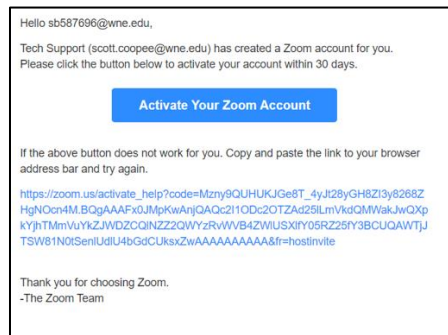 Hello sb587696@wne.edu,
Tech Support (scott.coopee@wne.edu) has created a Zoom account for you.
Please click the button below to activate your account within 30 days.
Activate Your Zoom Account
If the above button does not work for you. Copy and paste the link to your browser
address bar and try again.
Thank you for choosing Zoom.
-The Zoom Team